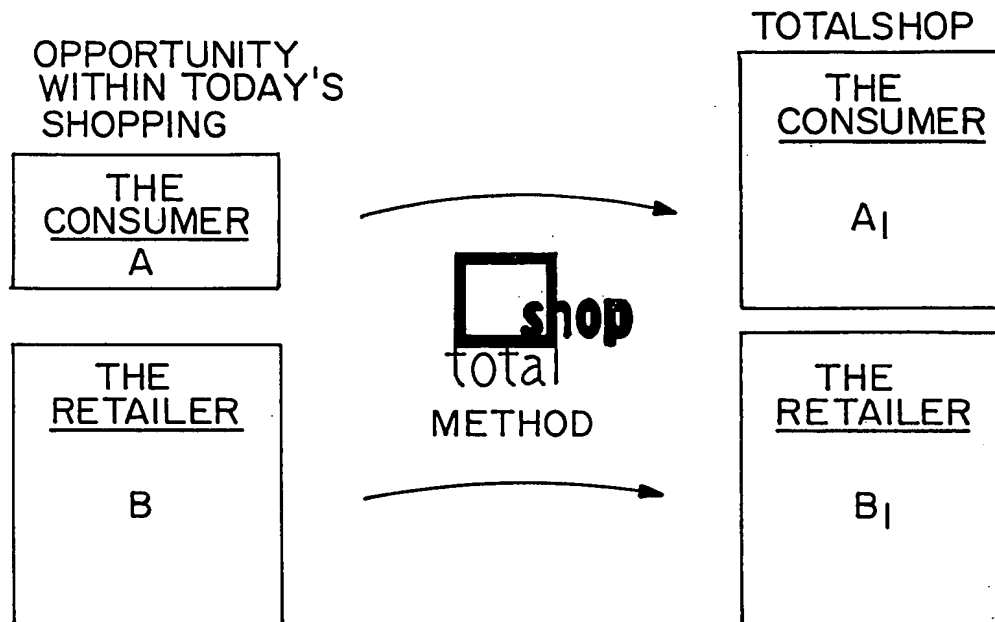 OPPORTUNITY
WITHIN TODAY'S
SHOPPING
THE
CONSUMER
A
THE
RETAILER
B
shop
total
METHOD
TOTALSHOP
THE
CONSUMER
A1
THE
RETAILER
B1